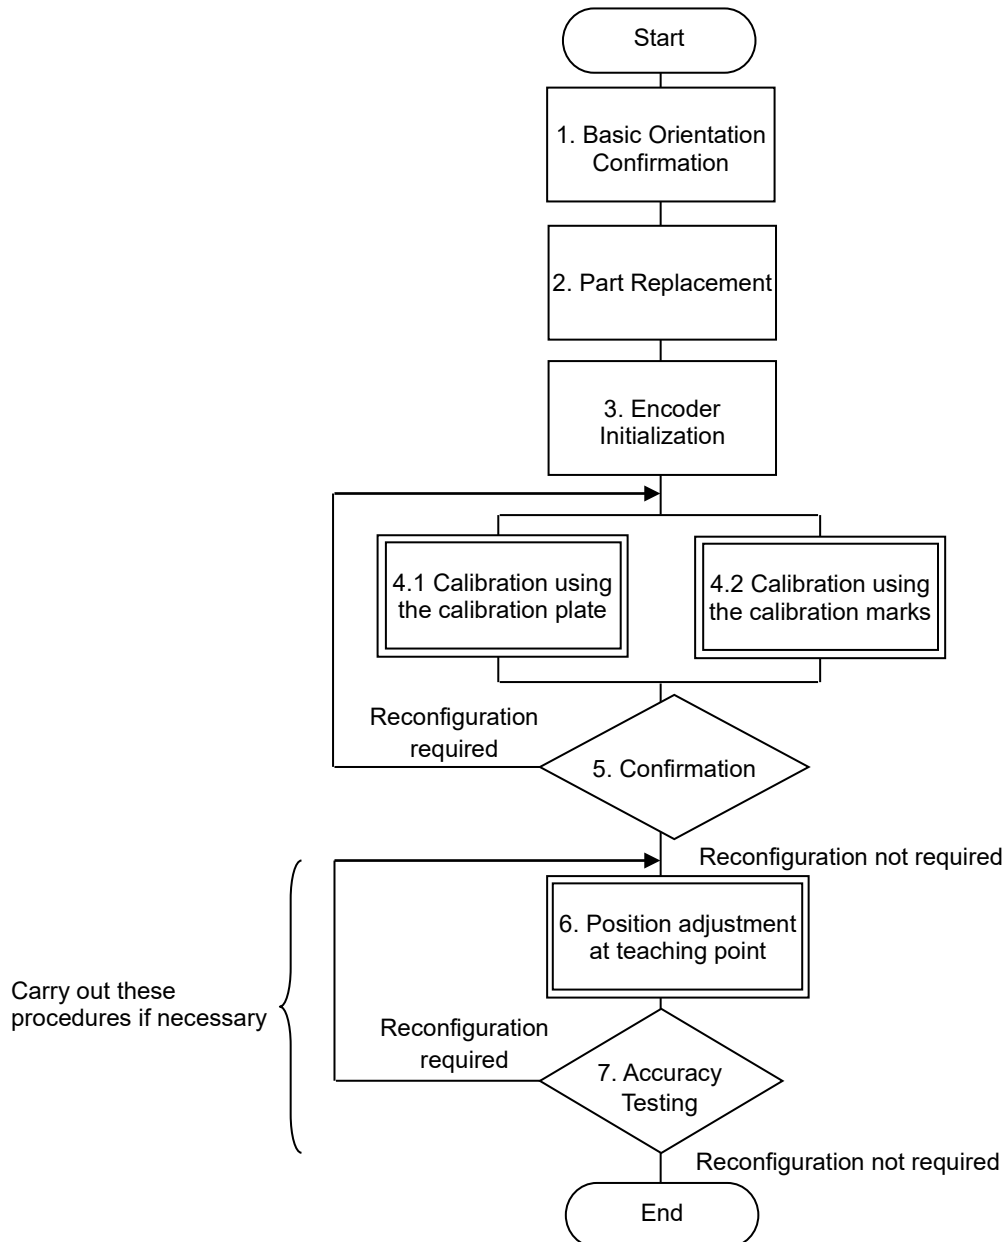 Start
1. Basic Orientation
Confirmation
2. Part Replacement
3. Encoder
Initialization
4.1 Calibration using
the calibration plate
4.2 Calibration using
the calibration marks
Reconfiguration
required
5. Confirmation
Reconfiguration not required
6. Position adjustment
at teaching point
Carry out these
procedures if necessary
Reconfiguration
required
7. Accuracy
Testing
Reconfiguration not required
End